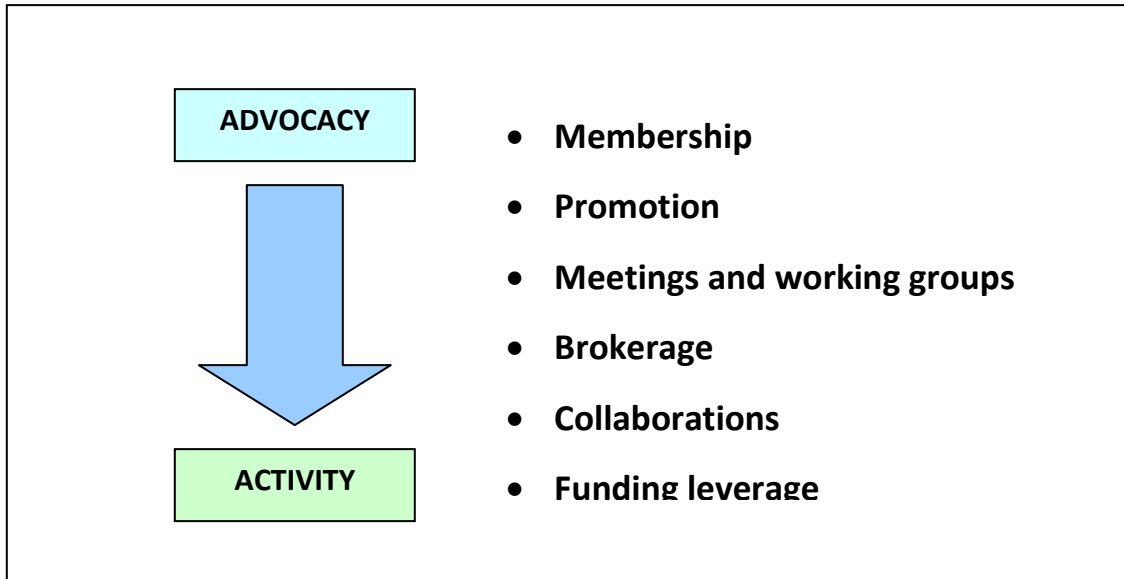 ADVOCACY
• Membership
• Promotion
• Meetings and working groups
• Brokerage
• Collaborations
ACTIVITY
• Funding leverage